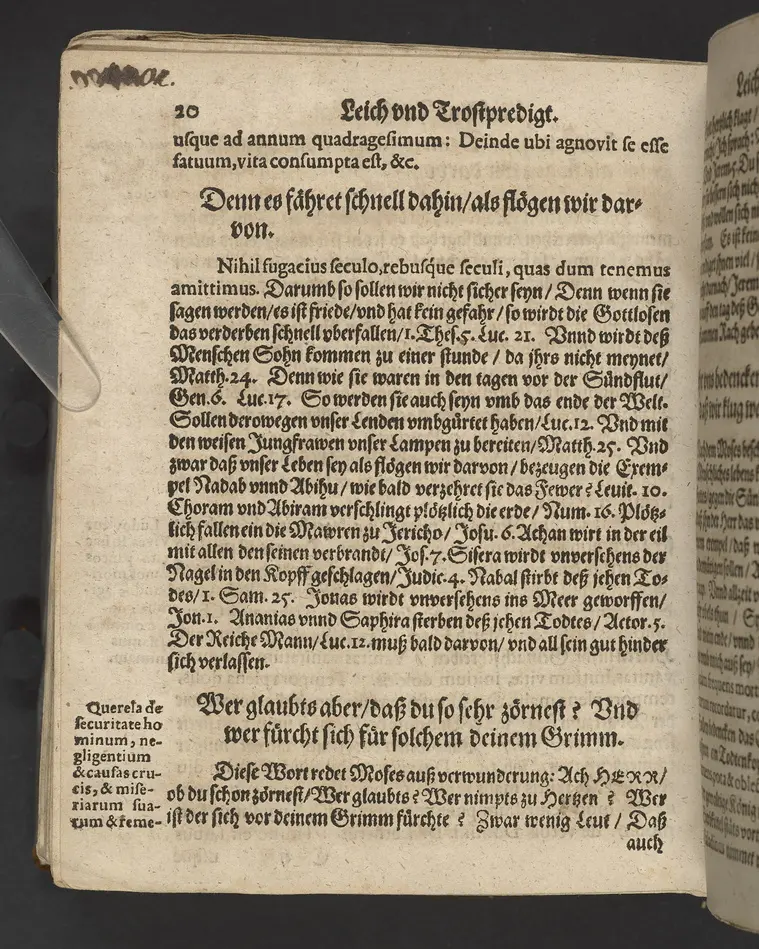 20 Leich vnd Trostpredigt.
usque ad annum quadragesimum: Deinde ubi agnovit se esse
fatuum, vita consumpta est, &c.
Denn es fähret schnell dahin/als flögen wir dar-
von.
Nihil fugacius seculo, rebusq́ue seculi, quas dum tenemus
amittimus. Darumb so sollen wir nicht sicher seyn/ Denn wenn sie
sagen werden/es ist friede/vnd hat kein gefahr/ so wirdt die Gottlosen
das verderben schnell vberfallen/1. Thes.5. Luc. 21. Vnnd wirdt deß
Menschen Sohn kommen zu einer stunde / da jhrs nicht meynet/
Matth.24. Denn wie sie waren in den tagen vor der Sündflut/
Gen.6. Luc.17. So werden sie auch seyn vmb das ende der Welt.
Sollen derowegen vnser Lenden vmbgürtet haben/Luc.12. Vnd mit
den weisen Jungfrawen vnser Lampen zu bereiten/Matth.25. Vnd
zwar daß vnser Leben sey als flögen wir darvon / bezeugen die Exem-
pel Nadab vnnd Abihu / wie bald verzehret sie das Fewer? Levit. 10.
Choram vnd Abiram verschlingt plötzlich die erde / Num. 16. Plötz-
lich fallen ein die Mawren zu Jericho/ Josu. 6. Achan wirt in der eil
mit allen den seinen verbrandt/ Jos.7. Sisera wirdt vnversehens der
Nagel in den Kopff geschlagen/Judic.4. Nabal stirbt deß jehen To-
des/1. Sam. 25. Jonas wirdt vnversehens ins Meer geworffen/
Jon.1. Ananias vnnd Saphira sterben deß jehen Todtes/ Actor.5.
Der Reiche Mann/Luc.12. muß bald darvon/ vnd all sein gut hinder
sich verlassen.
Wer glaubts aber/daß du so sehr zörnest? Vnd
wer fürcht sich für solchem deinem Grimm.
Querela de
securitate ho
minum, ne-
gligentium
& causas cru-
cis, & mise-
riarum sua-
rum & reme-
Diese Wort redet Moses auß verwunderung: Ach HERR/
ob du schon zörnest/Wer glaubts? Wer nimpts zu Hertzen ? Wer
ist der sich vor deinem Grimm fürchte ? Zwar wenig Leut / Daß
auch